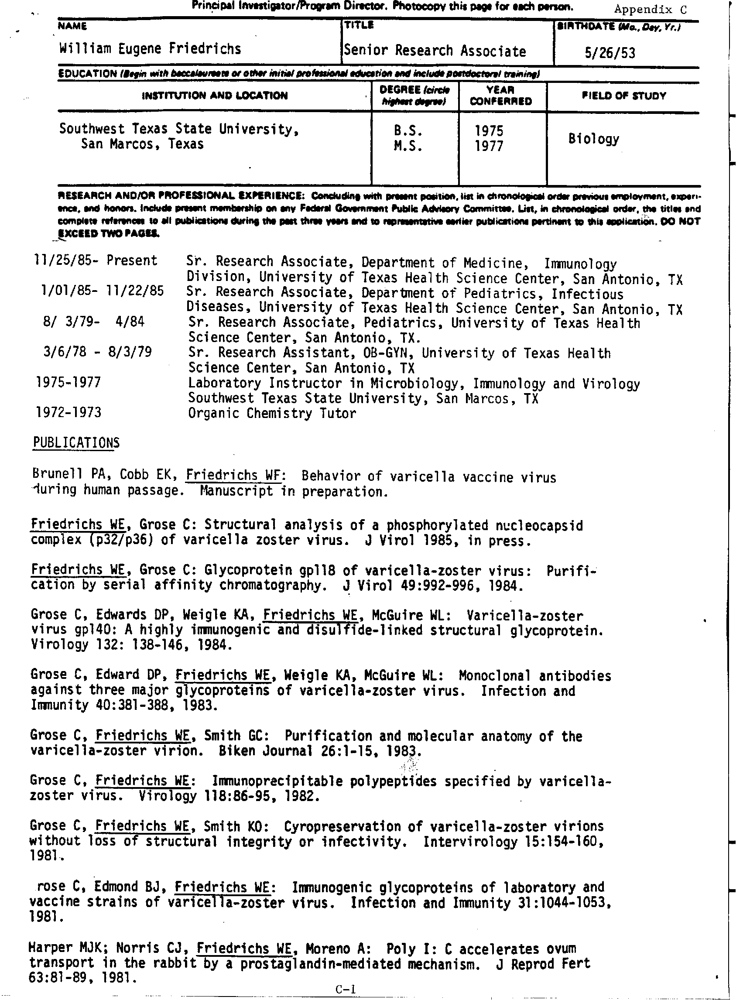 Principal Investigator/Program Director. Photocopy this page for each person.
Appendix C
NAME
TITLE
BIRTHDATE (Mo., Day, Yr.)
William Eugene Friedrichs
Senior Research Associate
5/26/53
EDUCATION (Begin with baccalaureate or other initial professional education and include postdoctoral training)
INSTITUTION AND LOCATION
DEGREE (circle highest degree)
YEAR CONFERRED
FIELD OF STUDY
Southwest Texas State University,
San Marcos, Texas
B.S.
M.S.
1975
1977
Biology
RESEARCH AND/OR PROFESSIONAL EXPERIENCE: Concluding with present position, list in chronological order previous employment, experi-
ence, and honors. Include present membership on any Federal Government Public Advisory Committee. List, in chronological order, the titles and
complete references to all publications during the past three years and to representative earlier publications pertinent to this application. DO NOT
EXCEED TWO PAGES.
11/25/85- Present Sr. Research Associate, Department of Medicine, Immunology
Division, University of Texas Health Science Center, San Antonio, TX
1/01/85- 11/22/85 Sr. Research Associate, Department of Pediatrics, Infectious
Diseases, University of Texas Health Science Center, San Antonio, TX
8/ 3/79- 4/84 Sr. Research Associate, Pediatrics, University of Texas Health
Science Center, San Antonio, TX.
3/6/78 - 8/3/79 Sr. Research Assistant, OB-GYN, University of Texas Health
Science Center, San Antonio, TX
1975-1977 Laboratory Instructor in Microbiology, Immunology and Virology
Southwest Texas State University, San Marcos, TX
1972-1973 Organic Chemistry Tutor
PUBLICATIONS
Brunell PA, Cobb EK, Friedrichs WF: Behavior of varicella vaccine virus
during human passage. Manuscript in preparation.
Friedrichs WE, Grose C: Structural analysis of a phosphorylated nucleocapsid
complex (p32/p36) of varicella zoster virus. J Virol 1985, in press.
Friedrichs WE, Grose C: Glycoprotein gp118 of varicella-zoster virus: Purifi-
cation by serial affinity chromatography. J Virol 49:992-996, 1984.
Grose C, Edwards DP, Weigle KA, Friedrichs WE, McGuire WL: Varicella-zoster
virus gp140: A highly immunogenic and disulfide-linked structural glycoprotein.
Virology 132: 138-146, 1984.
Grose C, Edward DP, Friedrichs WE, Weigle KA, McGuire WL: Monoclonal antibodies
against three major glycoproteins of varicella-zoster virus. Infection and
Immunity 40:381-388, 1983.
Grose C, Friedrichs WE, Smith GC: Purification and molecular anatomy of the
varicella-zoster virion. Biken Journal 26:1-15, 1983.
Grose C, Friedrichs WE: Immunoprecipitable polypeptides specified by varicella-
zoster virus. Virology 118:86-95, 1982.
Grose C, Friedrichs WE, Smith KO: Cyropreservation of varicella-zoster virions
without loss of structural integrity or infectivity. Intervirology 15:154-160,
1981.
rose C, Edmond BJ, Friedrichs WE: Immunogenic glycoproteins of laboratory and
vaccine strains of varicella-zoster virus. Infection and Immunity 31:1044-1053,
1981.
Harper MJK; Norris CJ, Friedrichs WE, Moreno A: Poly I: C accelerates ovum
transport in the rabbit by a prostaglandin-mediated mechanism. J Reprod Fert
63:81-89, 1981.
C-1